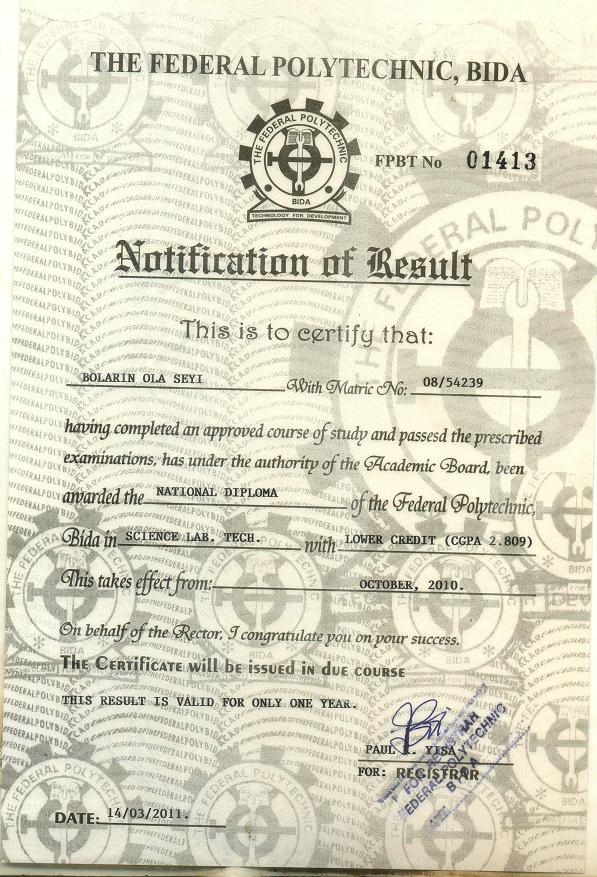 THE FEDERAL POLYTECHNIC, BIDA
THE FEDERAL POLYTECHNIC
BIDA
TECHNOLOGY FOR DEVELOPMENT
FPBT No 01413
Notification of Result
This is to certify that:
BOLARIN OLA SEYI With Matric No: 08/54239
having completed an approved course of study and passesd the prescribed
examinations, has under the authority of the Academic Board, been
awarded the NATIONAL DIPLOMA of the Federal Polytechnic,
Bida in SCIENCE LAB. TECH. with LOWER CREDIT (CGPA 2.809)
This takes effect from: OCTOBER, 2010.
On behalf of the Rector, I congratulate you on your success.
The Certificate will be issued in due course
THIS RESULT IS VALID FOR ONLY ONE YEAR.
PAUL YISA
FOR: REGISTRAR
FOR REGISTRAR
FEDERAL POLYTECHNIC
BIDA
DATE: 14/03/2011.